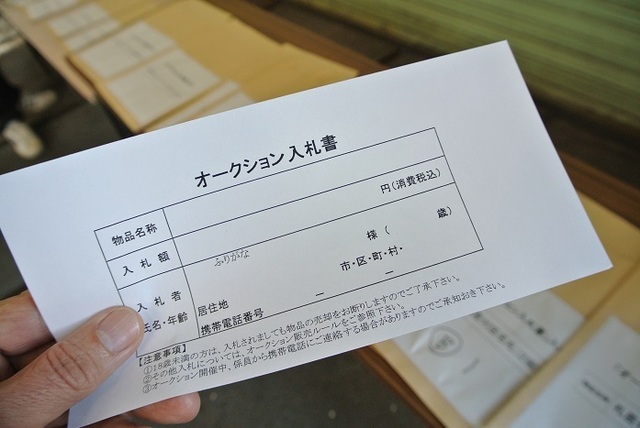 オークション入札書
物品名称
入札額 円(消費税込)
ふりがな
入札者 様( 歳)
氏名・年齢
居住地 市・区・町・村・
携帯電話番号 ー ー
【注意事項】
①18歳未満の方は、入札されましても物品の売却をお断りしますのでご了承下さい。
②その他入札については、オークション販売ルールをご参照下さい。
③オークション開催中、係員から携帯電話にご連絡する場合がありますのでご承知おき下さい。